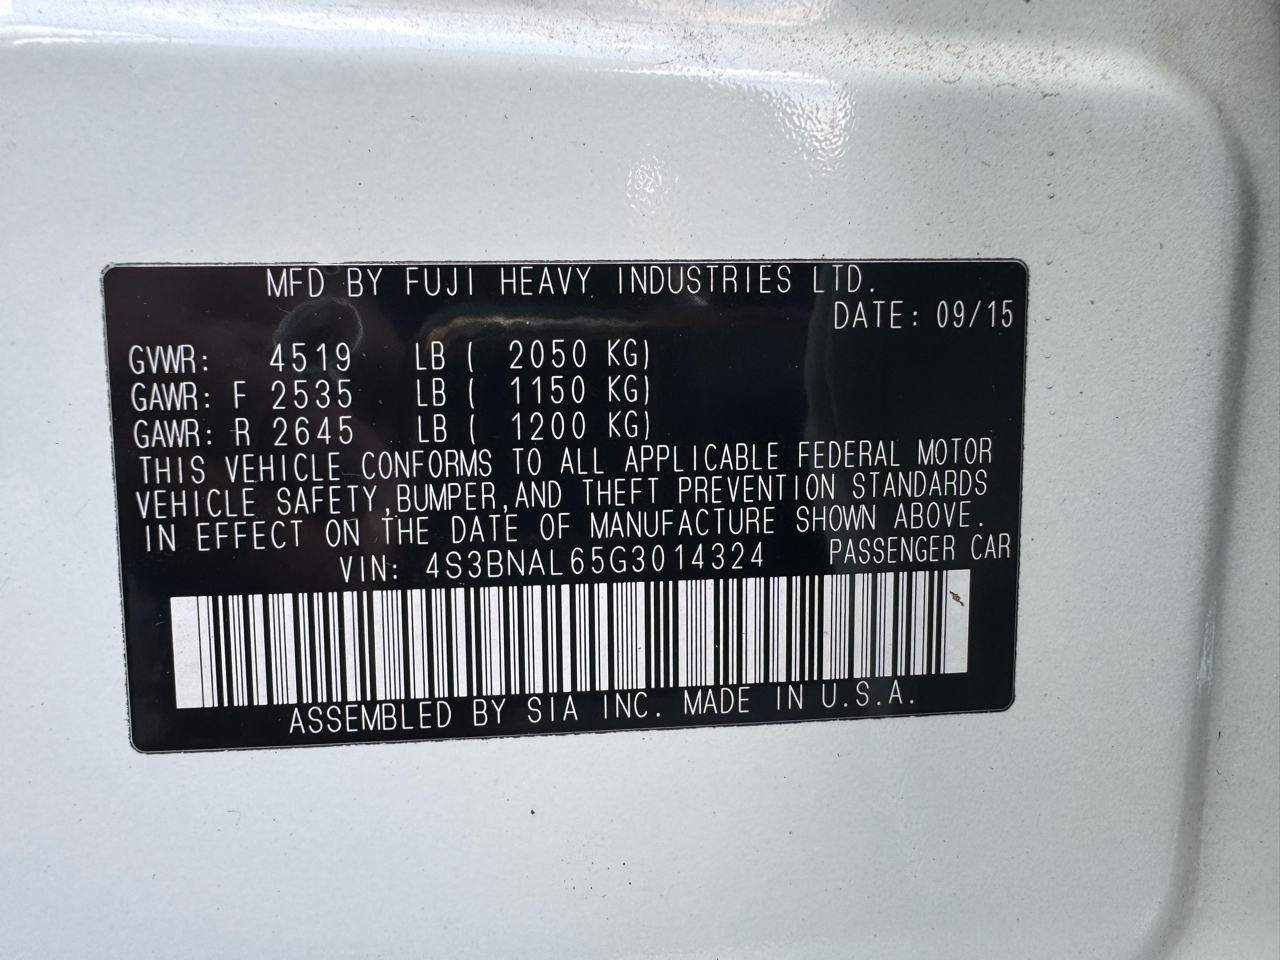 MFD BY FUJI HEAVY INDUSTRIES LTD.
DATE: 09/15
GVWR: 4519 LB ( 2050 KG)
GAWR: F 2535 LB ( 1150 KG)
GAWR: R 2645 LB ( 1200 KG)
THIS VEHICLE CONFORMS TO ALL APPLICABLE FEDERAL MOTOR
VEHICLE SAFETY,BUMPER,AND THEFT PREVENTION STANDARDS
IN EFFECT ON THE DATE OF MANUFACTURE SHOWN ABOVE.
VIN: 4S3BNAL65G3014324 PASSENGER CAR
ASSEMBLED BY SIA INC. MADE IN U.S.A.